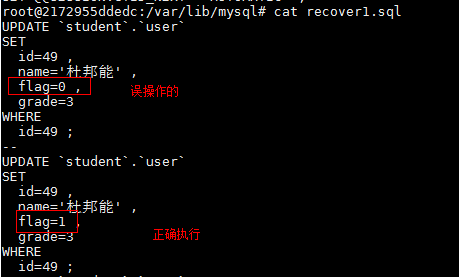 root@2172955ddedc:/var/lib/mysql# cat recover1.sql
UPDATE `student`.`user`
SET
id=49 ,
name='杜邦能' ,
flag=0 , 误操作的
grade=3
WHERE
id=49 ;
--
UPDATE `student`.`user`
SET
id=49 ,
name='杜邦能' ,
flag=1 ,
grade=3 正确执行
WHERE
id=49 ;